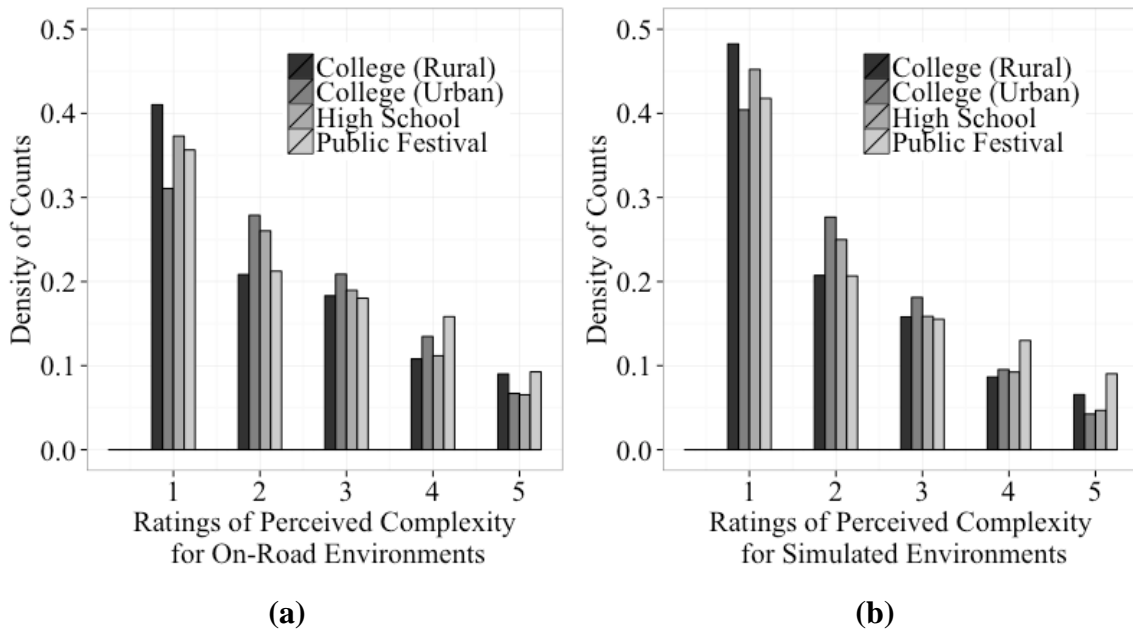 0.5
0.4
0.3
0.2
0.1
0.0
Density of Counts
College (Rural)
College (Urban)
High School
Public Festival
1 2 3 4 5
Ratings of Perceived Complexity
for On-Road Environments
(a)
0.5
0.4
0.3
0.2
0.1
0.0
Density of Counts
College (Rural)
College (Urban)
High School
Public Festival
1 2 3 4 5
Ratings of Perceived Complexity
for Simulated Environments
(b)